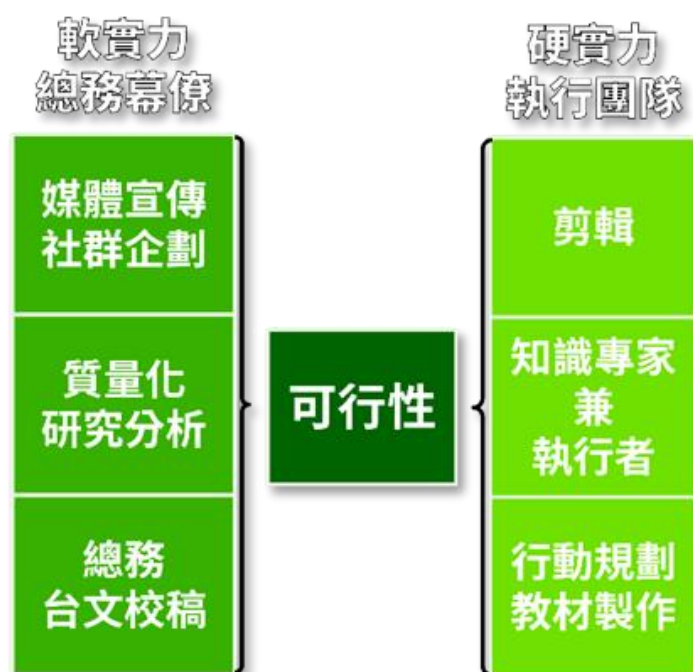 軟實力
總務幕僚
媒體宣傳
社群企劃
質量化
研究分析
總務
台文校稿
可行性
硬實力
執行團隊
剪輯
知識專家
兼
執行者
行動規劃
教材製作